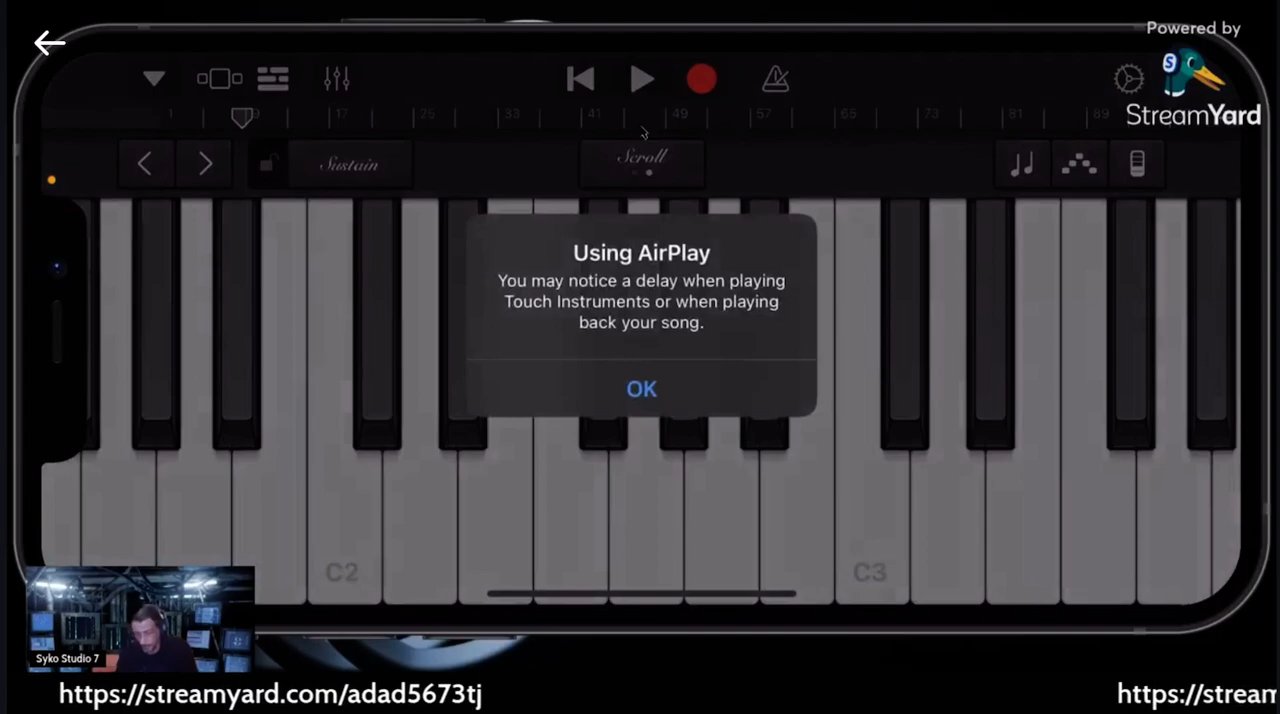 Powered by
StreamYard
1 9 17 25 33 41 49 57 65 73 81 89
Sustain
Scroll
Using AirPlay
You may notice a delay when playing
Touch Instruments or when playing
back your song.
OK
C2
C3
Syko Studio 7
https://streamyard.com/adad5673tj
https://stream